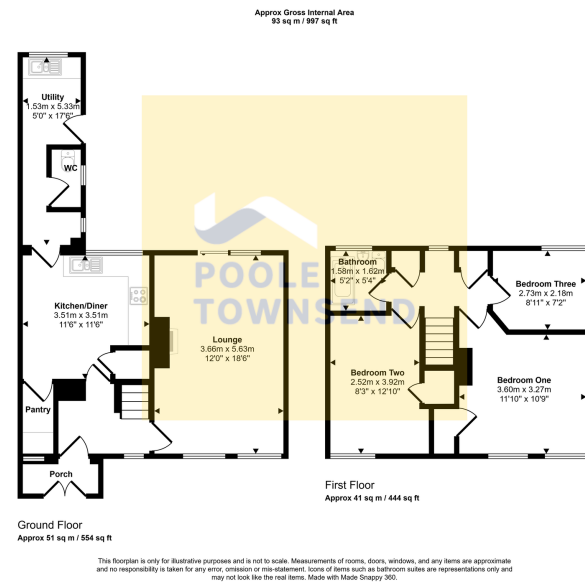 Approx Gross Internal Area
93 sq m / 997 sq ft
Utility
1.53m x 5.33m
5'0" x 17'6"
WC
Kitchen/Diner
3.51m x 3.51m
11'6" x 11'6"
Pantry
Porch
POOLE
TOWNSEND
Lounge
3.66m x 5.63m
12'0" x 18'6"
Bathroom
1.58m x 1.62m
5'2" x 5'4"
Bedroom Three
2.73m x 2.18m
8'11" x 7'2"
Bedroom Two
2.52m x 3.92m
8'3" x 12'10"
Bedroom One
3.60m x 3.27m
11'10" x 10'9"
Ground Floor
Approx 51 sq m / 554 sq ft
First Floor
Approx 41 sq m / 444 sq ft
This floorplan is only for illustrative purposes and is not to scale. Measurements of rooms, doors, windows, and any items are approximate
and no responsibility is taken for any error, omission or mis-statement. Icons of items such as bathroom suites are representations only and
may not look like the real items. Made with Made Snappy 360.